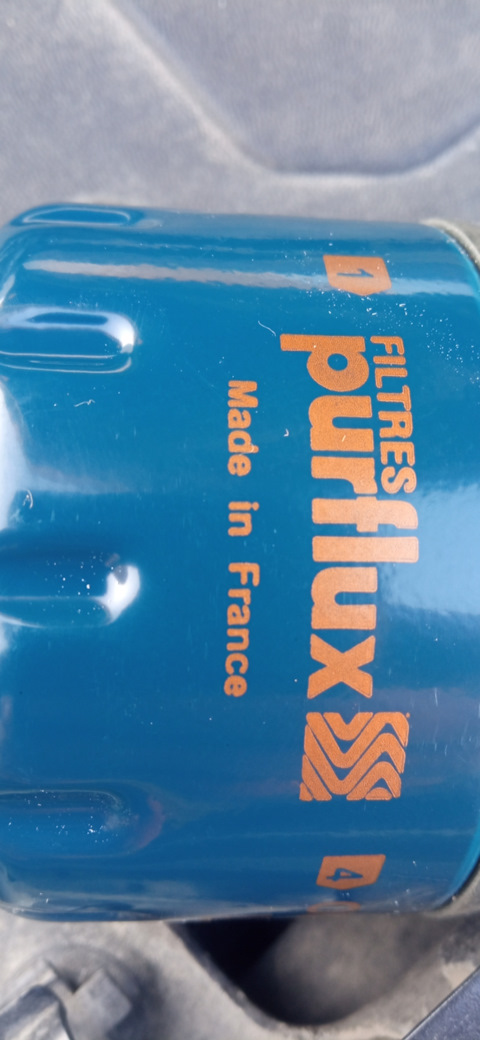 1
FILTRES
purflux
Made in France
4